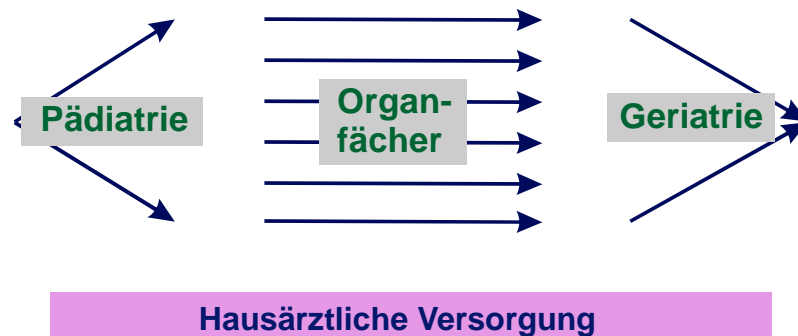 Pädiatrie
Organ-
fächer
Geriatrie
Hausärztliche Versorgung